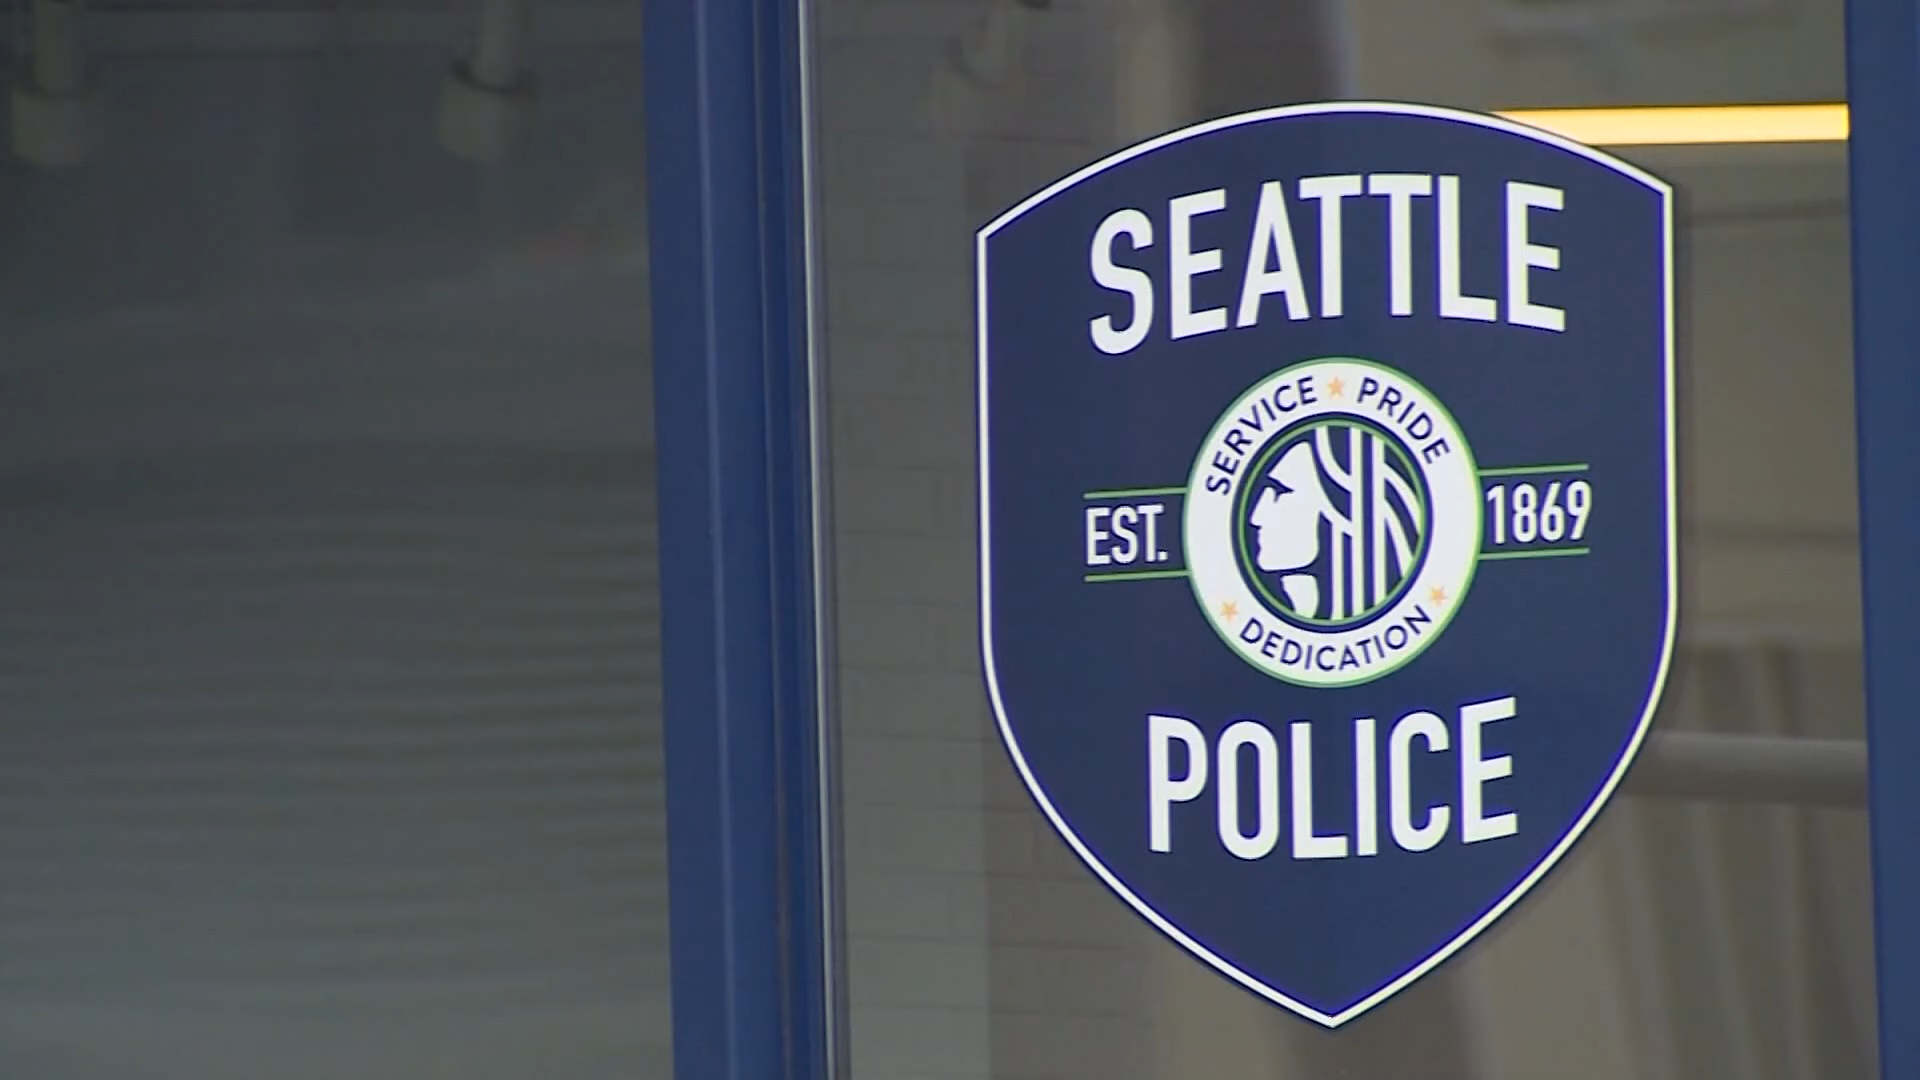 SEATTLE
SERVICE ★ PRIDE
EST. 1869
★ DEDICATION ★
POLICE